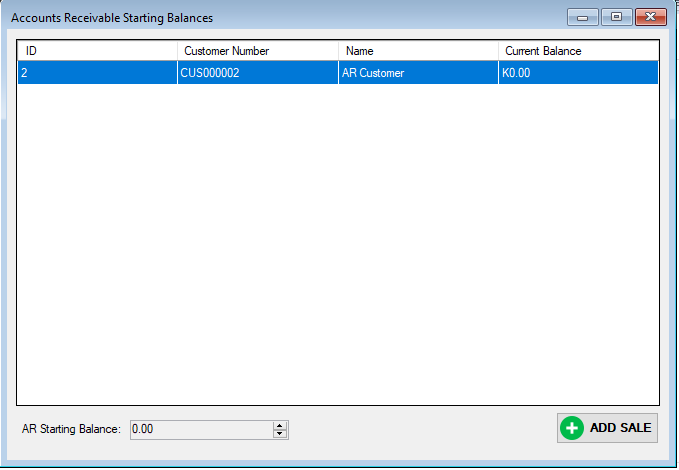 Accounts Receivable Starting Balances
ID Customer Number Name Current Balance
2 CUS000002 AR Customer K0.00
AR Starting Balance: 0.00 ADD SALE